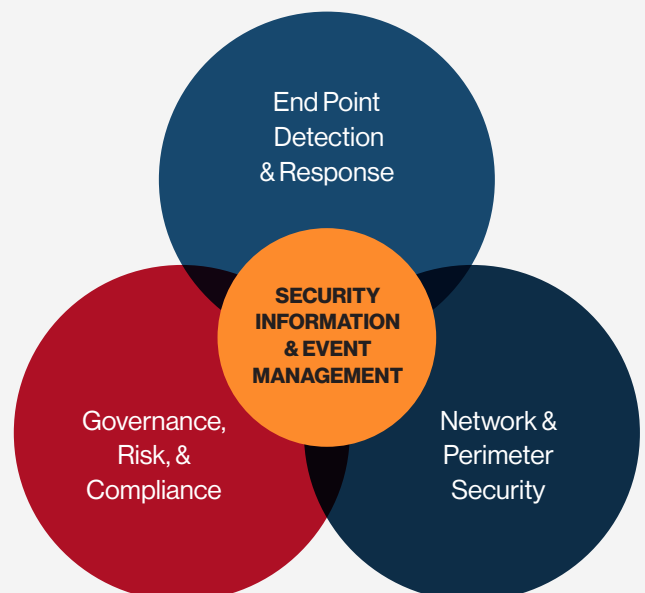 End Point
Detection
& Response
SECURITY
INFORMATION
& EVENT
MANAGEMENT
Governance,
Risk, &
Compliance
Network &
Perimeter
Security